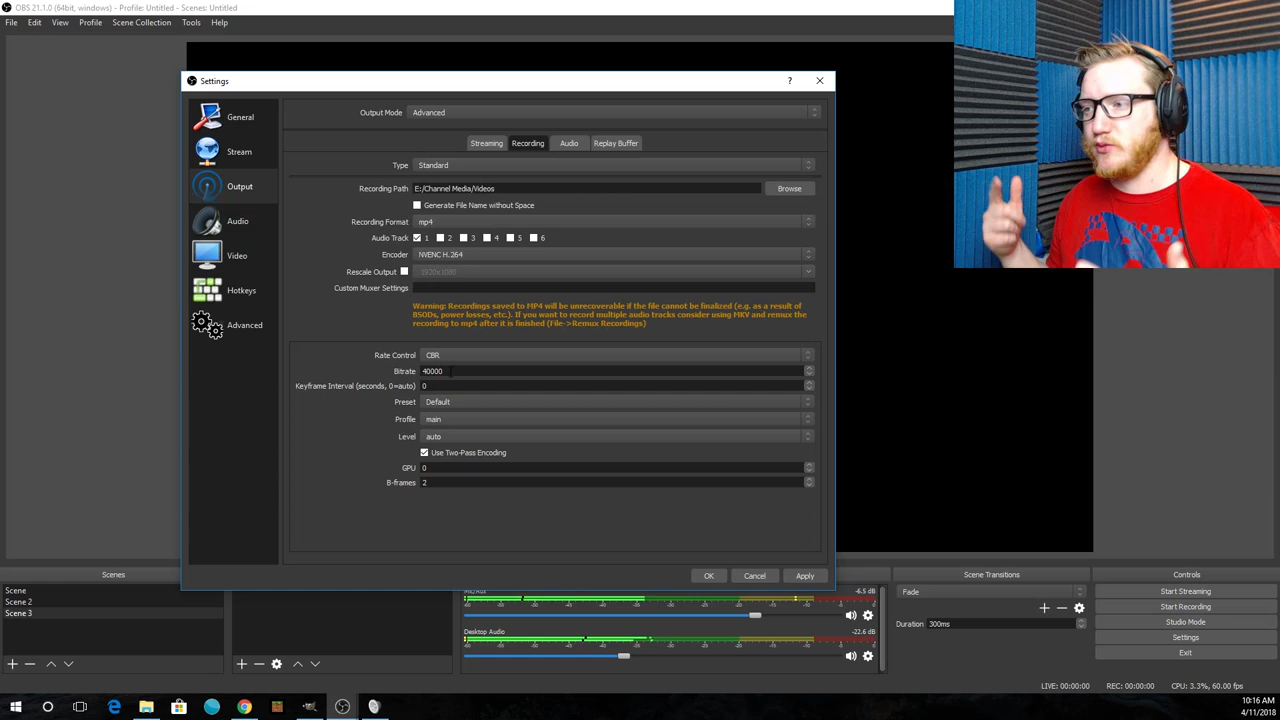 OBS 21.1.0 (64bit, windows) - Profile: Untitled - Scenes: Untitled
File Edit View Profile Scene Collection Tools Help
Settings
?
General
Stream
Output
Audio
Video
Hotkeys
Advanced
Output Mode Advanced
Streaming Recording Audio Replay Buffer
Type Standard
Recording Path E:/Channel Media/Videos Browse
Generate File Name without Space
Recording Format mp4
Audio Track 1 2 3 4 5 6
Encoder NVENC H.264
Rescale Output 1920x1080
Custom Muxer Settings
Warning: Recordings saved to MP4 will be unrecoverable if the file cannot be finalized (e.g. as a result of
BSODs, power losses, etc.). If you want to record multiple audio tracks consider using MKV and remux the
recording to mp4 after it is finished (File->Remux Recordings)
Rate Control CBR
Bitrate 40000
Keyframe Interval (seconds, 0=auto) 0
Preset Default
Profile main
Level auto
Use Two-Pass Encoding
GPU 0
B-frames 2
OK Cancel Apply
Scenes
Scene
Scene 2
Scene 3
-6.5 dB
Desktop Audio -22.6 dB
Scene Transitions
Fade
Duration 300ms
Controls
Start Streaming
Start Recording
Studio Mode
Settings
Exit
LIVE: 00:00:00 REC: 00:00:00 CPU: 3.3%, 60.00 fps
10:16 AM
4/11/2018